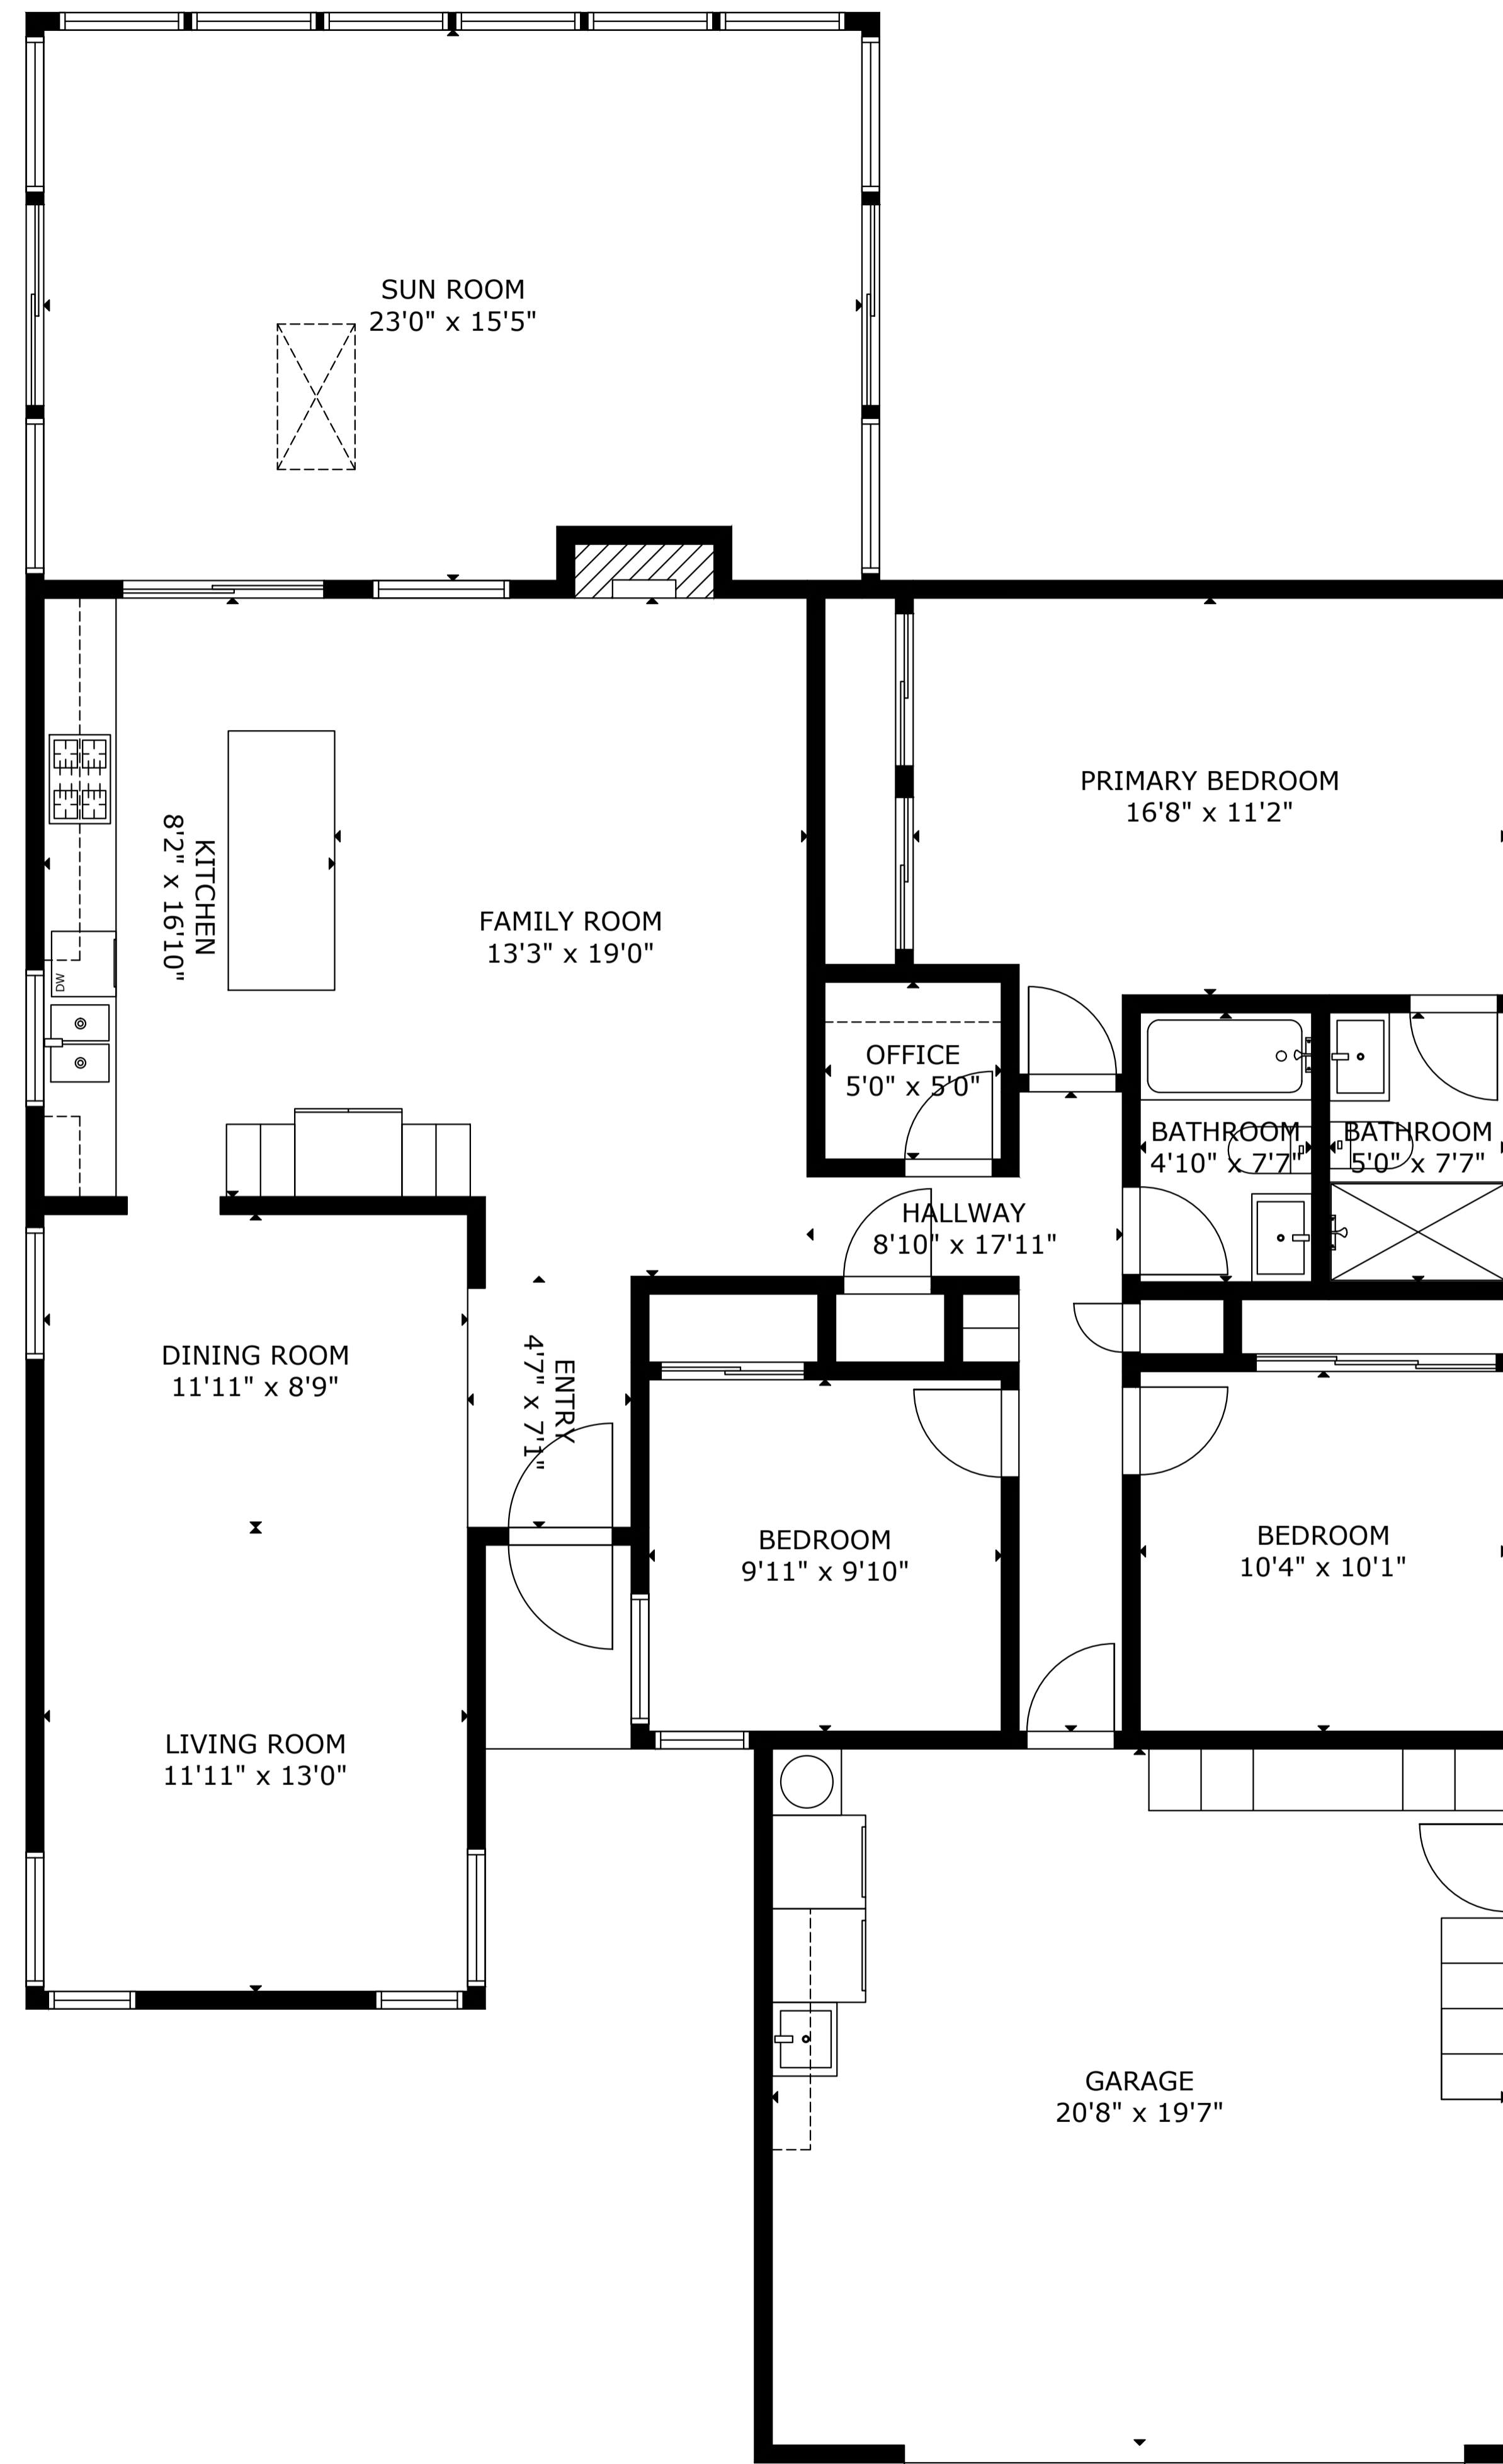 SUN ROOM
23'0" x 15'5"
PRIMARY BEDROOM
16'8" x 11'2"
KITCHEN
8'2" x 16'10"
FAMILY ROOM
13'3" x 19'0"
DW
OFFICE
5'0" x 5'0"
BATHROOM
4'10" x 7'7"
BATHROOM
5'0" x 7'7"
HALLWAY
8'10" x 17'11"
DINING ROOM
11'11" x 8'9"
ENTRY
4'7" x 7'1"
BEDROOM
9'11" x 9'10"
BEDROOM
10'4" x 10'1"
LIVING ROOM
11'11" x 13'0"
GARAGE
20'8" x 19'7"